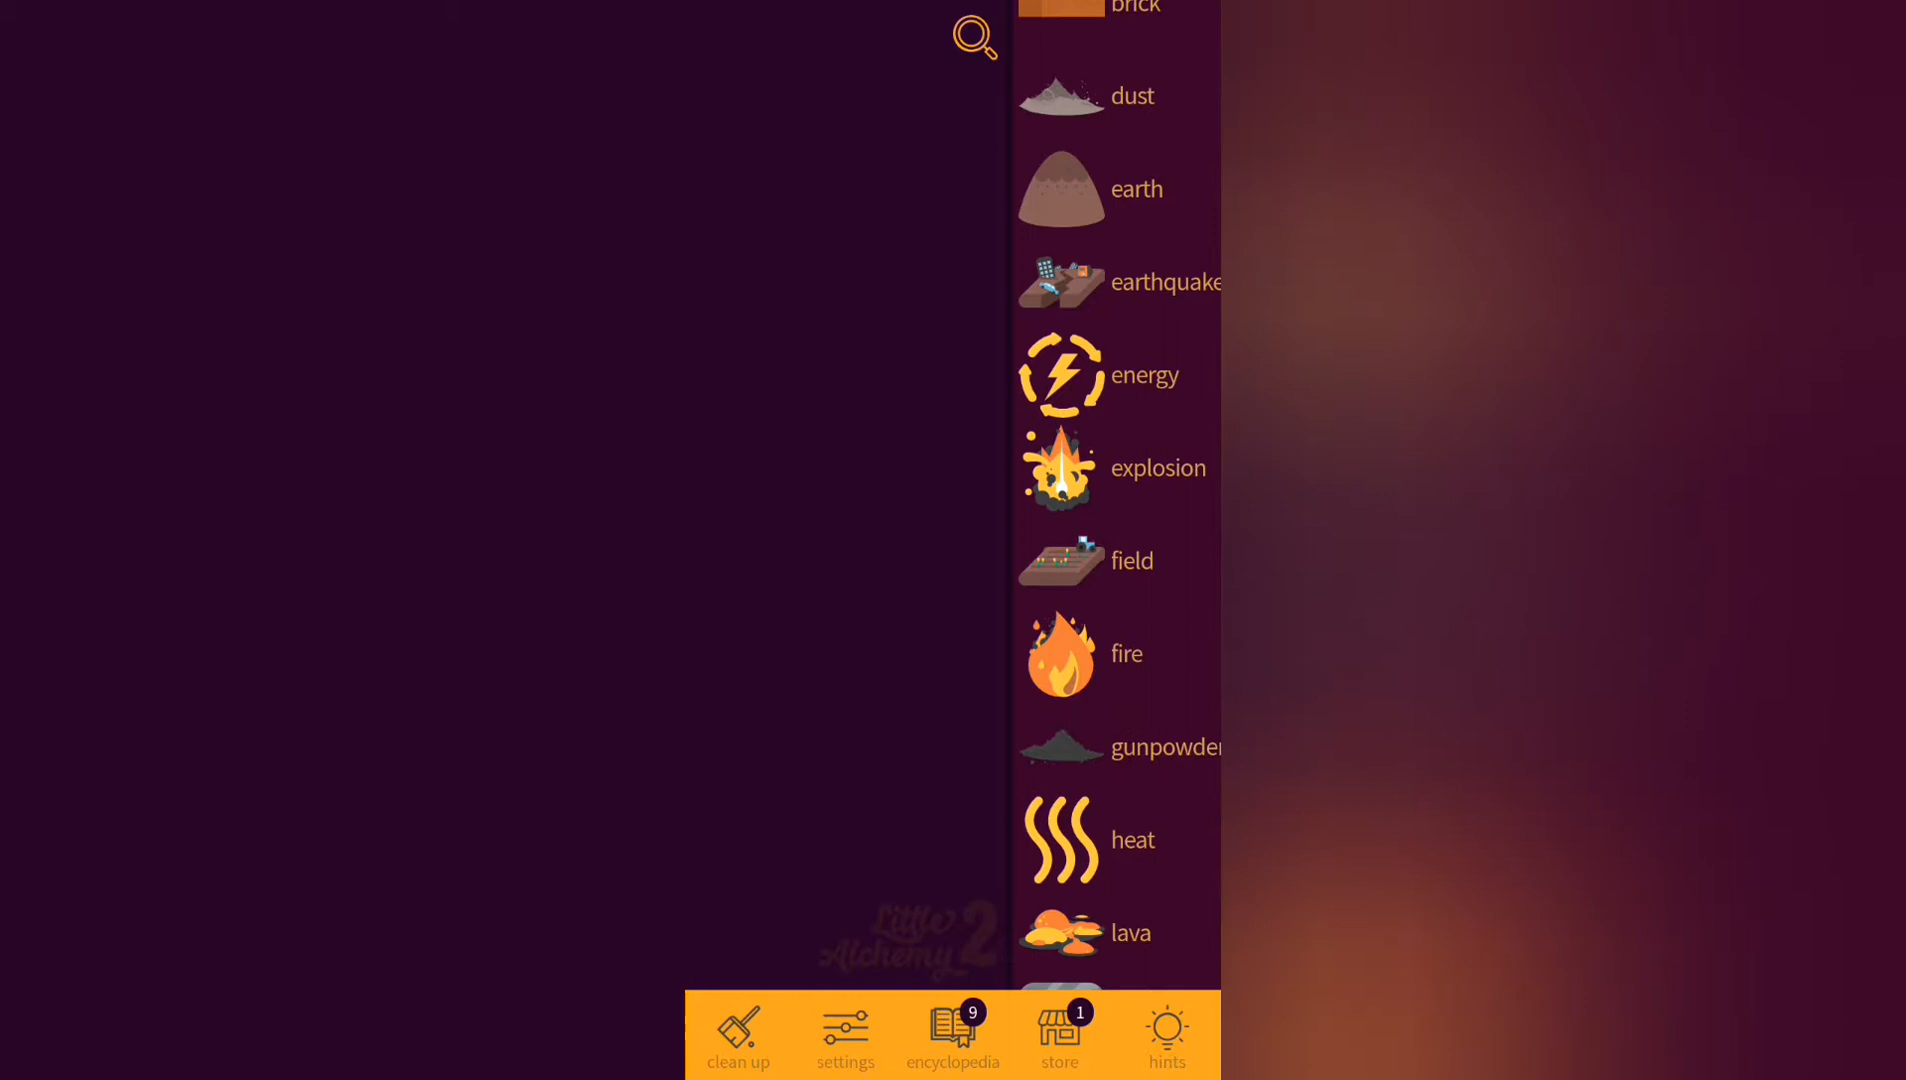 brick
dust
earth
earthquake
energy
explosion
field
fire
gunpowder
heat
lava
Little
Alchemy 2
9
1
clean up
settings
encyclopedia
store
hints